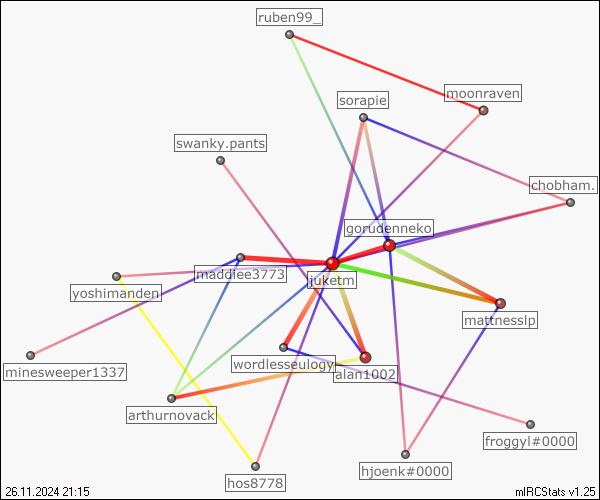 ruben99_
moonraven
sorapie
swanky.pants
chobham.
gorudenneko
maddiee3773
juketm
yoshimanden
mattnesslp
wordlesseulogy
alan1002
minesweeper1337
arthurnovack
froggyl#0000
hjoenk#0000
hos8778
26.11.2024 21:15
mIRCStats v1.25